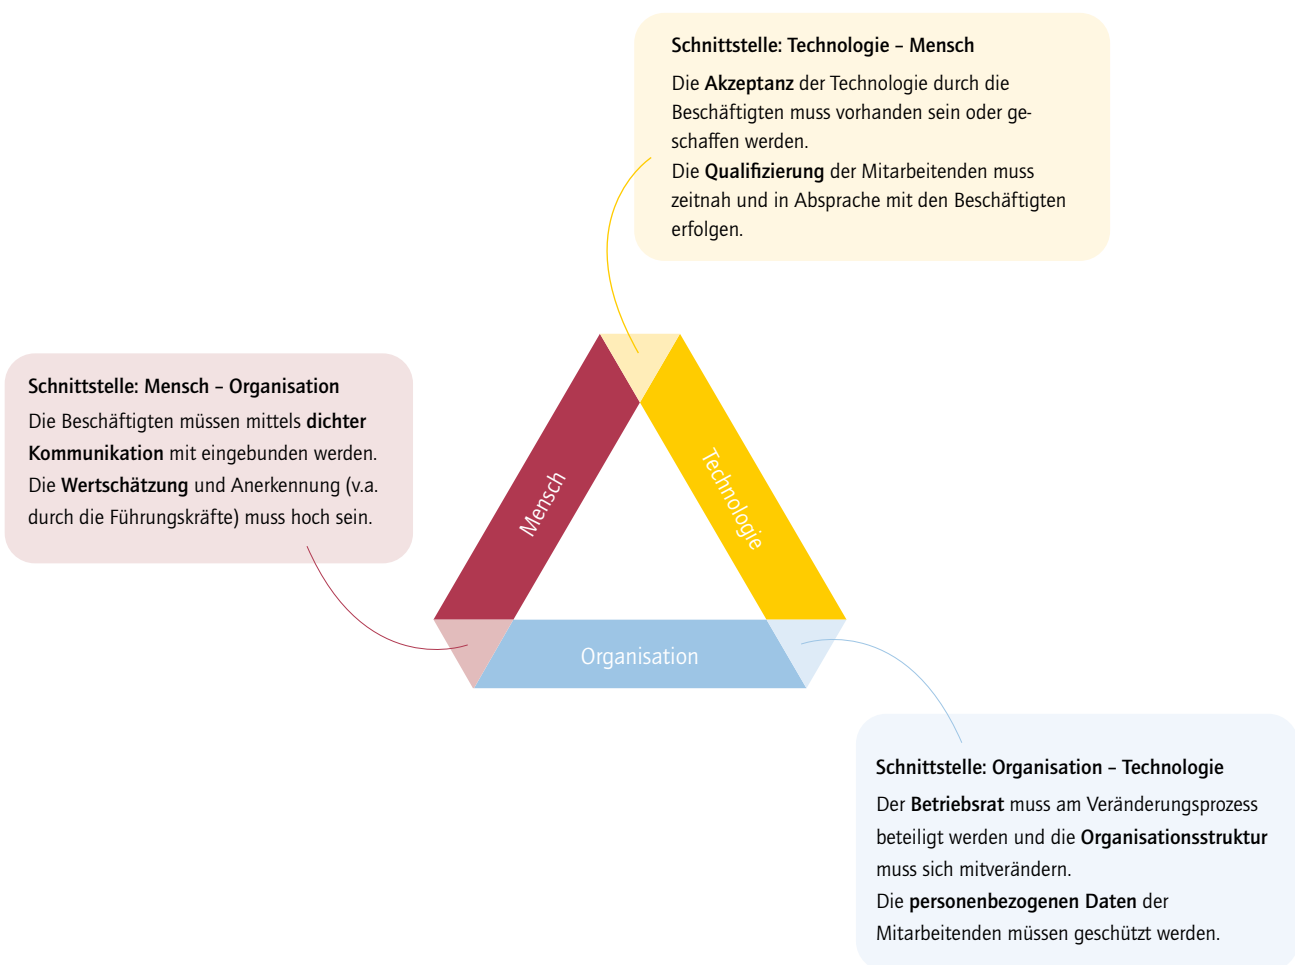 Schnittstelle: Technologie – Mensch
Die Akzeptanz der Technologie durch die
Beschäftigten muss vorhanden sein oder ge-
schaffen werden.
Die Qualifizierung der Mitarbeitenden muss
zeitnah und in Absprache mit den Beschäftigten
erfolgen.
Schnittstelle: Mensch – Organisation
Die Beschäftigten müssen mittels dichter
Kommunikation mit eingebunden werden.
Die Wertschätzung und Anerkennung (v.a.
durch die Führungskräfte) muss hoch sein.
Mensch
Technologie
Organisation
Schnittstelle: Organisation – Technologie
Der Betriebsrat muss am Veränderungsprozess
beteiligt werden und die Organisationsstruktur
muss sich mitverändern.
Die personenbezogenen Daten der
Mitarbeitenden müssen geschützt werden.